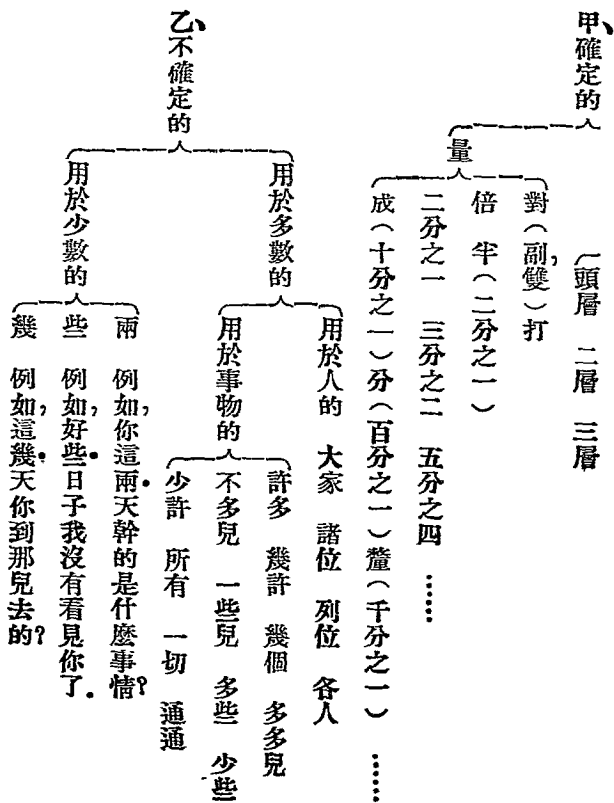 頭層 二層 三層
甲、確定的
量
對(副,雙)打
倍 半(二分之一)
二分之一 三分之二 五分之四 ……
成(十分之一)分(百分之一)釐(千分之一) ……
乙、不確定的
用於多數的
用於人的 大家 諸位 列位 各人
用於事物的
許多 幾許 幾個 多多兒
不多兒 一些兒 多些 少些
少許 所有 一切 通通
用於少數的
兩 例如,你這兩天幹的是什麼事情?
些 例如,好些日子我沒有看見你了.
幾 例如,這幾天你到那兒去的?